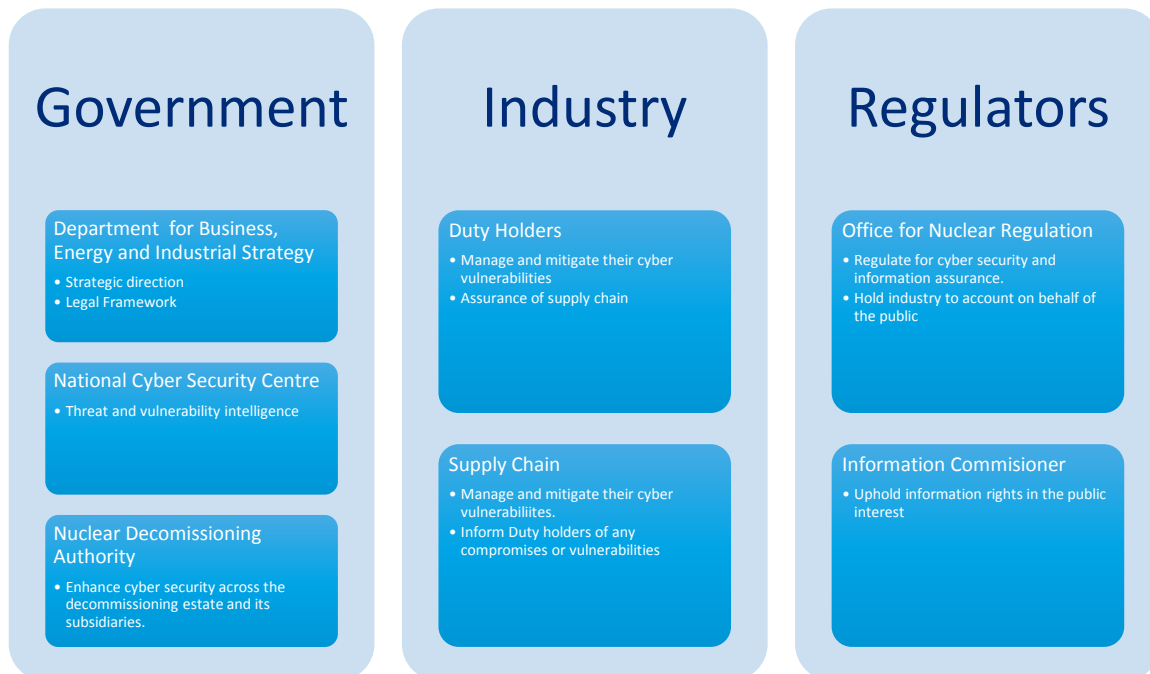 Government
Department  for Business,
Energy and Industrial Strategy
• Strategic direction
• Legal Framework
National Cyber Security Centre
• Threat and vulnerability intelligence
Nuclear Decomissioning
Authority
• Enhance cyber security across the
decommissioning estate and its
subsidiaries.
Industry
Duty Holders
• Manage and mitigate their cyber
vulnerabilities
• Assurance of supply chain
Supply Chain
• Manage and mitigate their cyber
vulnerabiliites.
• Inform Duty holders of any
compromises or vulnerabilities
Regulators
Office for Nuclear Regulation
• Regulate for cyber security and
information assurance.
• Hold industry to account on behalf of
the public
Information Commisioner
• Uphold information rights in the public
interest